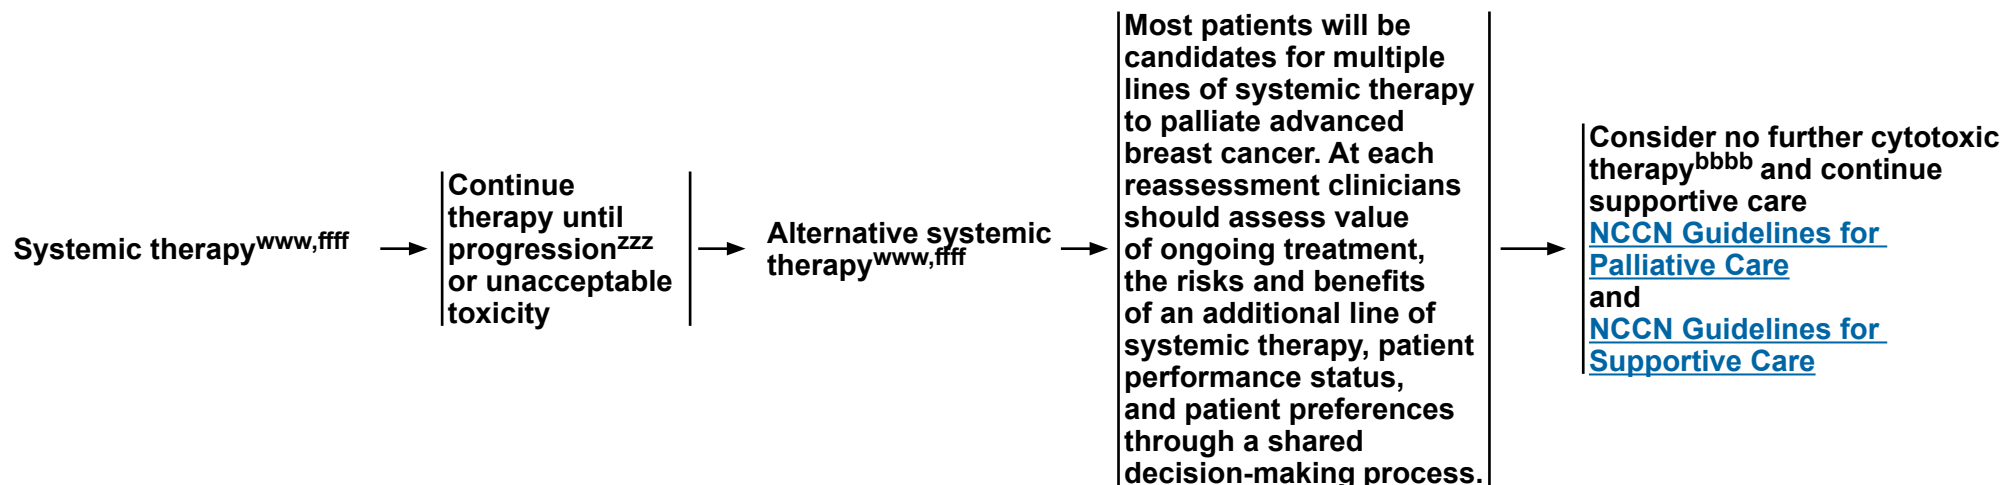 Systemic therapywww,ffff
Continue
therapy until
progressionzzz
or unacceptable
toxicity
Alternative systemic
therapywww,ffff
Most patients will be
candidates for multiple
lines of systemic therapy
to palliate advanced
breast cancer. At each
reassessment clinicians
should assess value
of ongoing treatment,
the risks and benefits
of an additional line of
systemic therapy, patient
performance status,
and patient preferences
through a shared
decision-making process.
Consider no further cytotoxic
therapybbbb and continue
supportive care
NCCN Guidelines for
Palliative Care
and
NCCN Guidelines for
Supportive Care